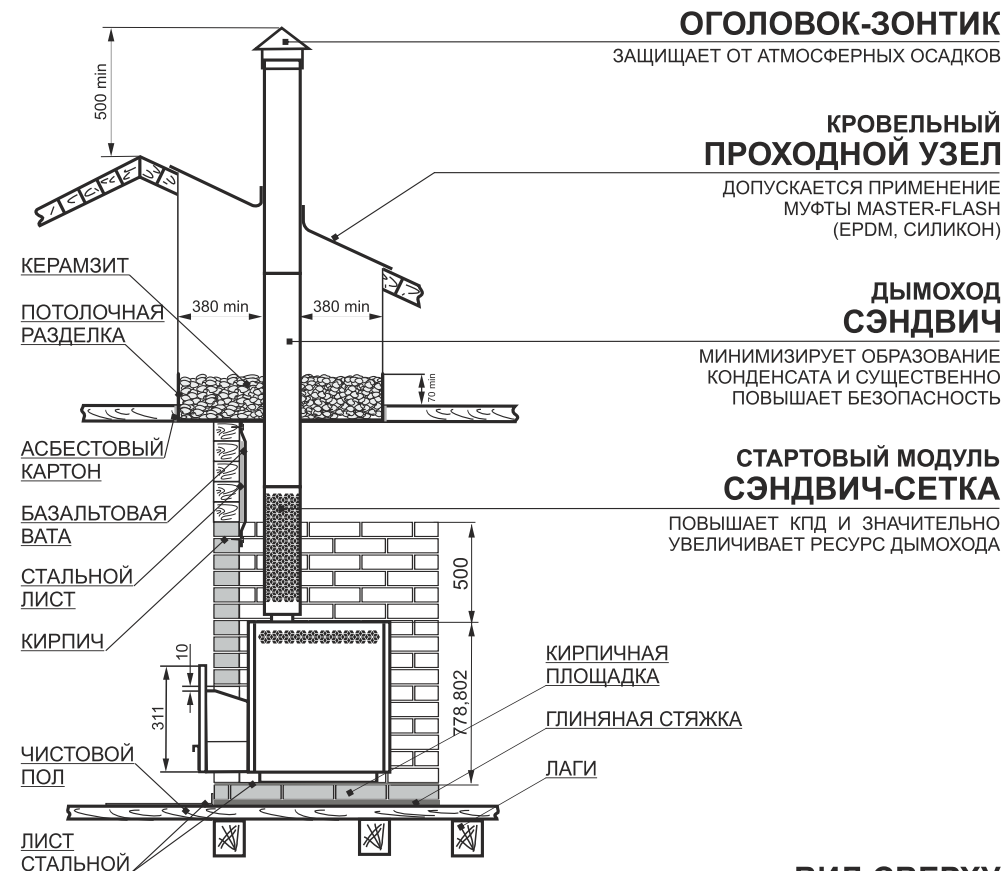 ОГОЛОВОК-ЗОНТИК
ЗАЩИЩАЕТ ОТ АТМОСФЕРНЫХ ОСАДКОВ
500 min
КРОВЕЛЬНЫЙ
ПРОХОДНОЙ УЗЕЛ
ДОПУСКАЕТСЯ ПРИМЕНЕНИЕ
МУФТЫ MASTER-FLASH
(EPDM, СИЛИКОН)
КЕРАМЗИТ
ПОТОЛОЧНАЯ
РАЗДЕЛКА
380 min
380 min
70 min
ДЫМОХОД
СЭНДВИЧ
МИНИМИЗИРУЕТ ОБРАЗОВАНИЕ
КОНДЕНСАТА И СУЩЕСТВЕННО
ПОВЫШАЕТ БЕЗОПАСНОСТЬ
АСБЕСТОВЫЙ
КАРТОН
БАЗАЛЬТОВАЯ
ВАТА
СТАЛЬНОЙ
ЛИСТ
КИРПИЧ
СТАРТОВЫЙ МОДУЛЬ
СЭНДВИЧ-СЕТКА
ПОВЫШАЕТ КПД И ЗНАЧИТЕЛЬНО
УВЕЛИЧИВАЕТ РЕСУРС ДЫМОХОДА
500
778,802
10
311
КИРПИЧНАЯ
ПЛОЩАДКА
ГЛИНЯНАЯ СТЯЖКА
ЛАГИ
ЧИСТОВОЙ
ПОЛ
ЛИСТ
СТАЛЬНОЙ
ВИД СВЕРХУ